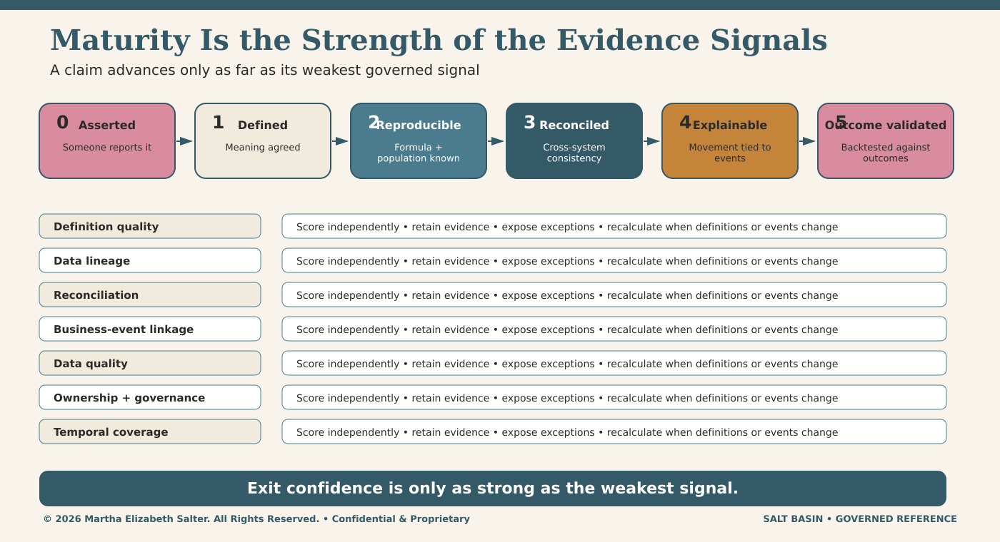 Maturity Is the Strength of the Evidence Signals
A claim advances only as far as its weakest governed signal
0 Asserted
Someone reports it
1 Defined
Meaning agreed
2 Reproducible
Formula +
population known
3 Reconciled
Cross-system
consistency
4 Explainable
Movement tied to
events
5 Outcome validated
Backtested against
outcomes
Definition quality
Score independently • retain evidence • expose exceptions • recalculate when definitions or events change
Data lineage
Score independently • retain evidence • expose exceptions • recalculate when definitions or events change
Reconciliation
Score independently • retain evidence • expose exceptions • recalculate when definitions or events change
Business-event linkage
Score independently • retain evidence • expose exceptions • recalculate when definitions or events change
Data quality
Score independently • retain evidence • expose exceptions • recalculate when definitions or events change
Ownership + governance
Score independently • retain evidence • expose exceptions • recalculate when definitions or events change
Temporal coverage
Score independently • retain evidence • expose exceptions • recalculate when definitions or events change
Exit confidence is only as strong as the weakest signal.
© 2026 Martha Elizabeth Salter. All Rights Reserved. • Confidential & Proprietary
SALT BASIN • GOVERNED REFERENCE